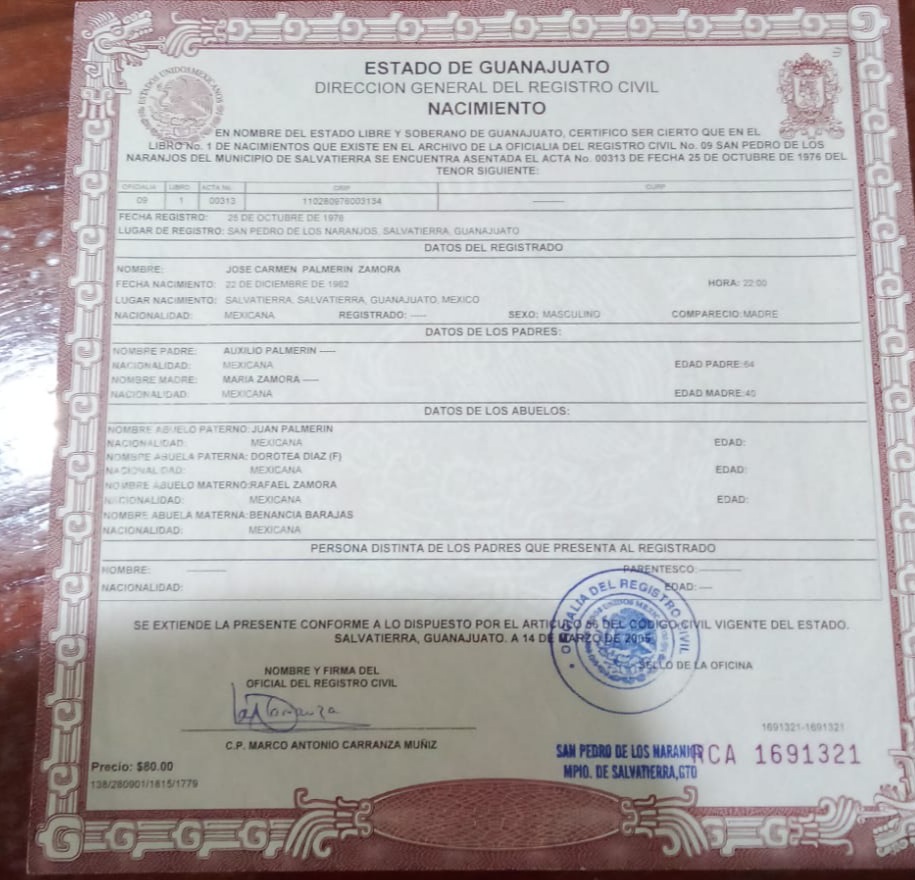 ESTADO DE GUANAJUATO
DIRECCION GENERAL DEL REGISTRO CIVIL
NACIMIENTO
ESTADOS UNIDOS MEXICANOS
EN NOMBRE DEL ESTADO LIBRE Y SOBERANO DE GUANAJUATO, CERTIFICO SER CIERTO QUE EN EL
LIBRO No. 1 DE NACIMIENTOS QUE EXISTE EN EL ARCHIVO DE LA OFICIALIA DEL REGISTRO CIVIL No. 09 SAN PEDRO DE LOS
NARANJOS DEL MUNICIPIO DE SALVATIERRA SE ENCUENTRA ASENTADA EL ACTA No. 00313 DE FECHA 25 DE OCTUBRE DE 1976 DEL
TENOR SIGUIENTE:
OFICIALIA LIBRO ACTA No. CRIP CURP
09 1 00313 110280976003134 --------
FECHA REGISTRO: 25 DE OCTUBRE DE 1976
LUGAR DE REGISTRO: SAN PEDRO DE LOS NARANJOS, SALVATIERRA, GUANAJUATO
DATOS DEL REGISTRADO
NOMBRE: JOSE CARMEN PALMERIN ZAMORA
FECHA NACIMIENTO: 22 DE DICIEMBRE DE 1962 HORA: 22:00
LUGAR NACIMIENTO: SALVATIERRA, SALVATIERRA, GUANAJUATO, MEXICO
NACIONALIDAD: MEXICANA REGISTRADO: ---- SEXO: MASCULINO COMPARECIO: MADRE
DATOS DE LOS PADRES:
NOMBRE PADRE: AUXILIO PALMERIN ----
NACIONALIDAD: MEXICANA EDAD PADRE: 64
NOMBRE MADRE: MARIA ZAMORA ----
NACIONALIDAD: MEXICANA EDAD MADRE: 40
DATOS DE LOS ABUELOS:
NOMBRE ABUELO PATERNO: JUAN PALMERIN
NACIONALIDAD: MEXICANA EDAD:
NOMBRE ABUELA PATERNA: DOROTEA DIAZ (F)
NACIONALIDAD: MEXICANA EDAD:
NOMBRE ABUELO MATERNO: RAFAEL ZAMORA
NACIONALIDAD: MEXICANA EDAD:
NOMBRE ABUELA MATERNA: BENANCIA BARAJAS
NACIONALIDAD: MEXICANA
PERSONA DISTINTA DE LOS PADRES QUE PRESENTA AL REGISTRADO
NOMBRE: -------- PARENTESCO: --------
NACIONALIDAD: EDAD: ----
SE EXTIENDE LA PRESENTE CONFORME A LO DISPUESTO POR EL ARTICULO DEL CODIGO CIVIL VIGENTE DEL ESTADO.
SALVATIERRA, GUANAJUATO. A 14 DE MARZO DE 2005
OFICIALIA DEL REGISTRO CIVIL
ESTADOS UNIDOS MEXICANOS
SELLO DE LA OFICINA
NOMBRE Y FIRMA DEL
OFICIAL DEL REGISTRO CIVIL
C.P. MARCO ANTONIO CARRANZA MUÑIZ
1691321-1691321
SAN PEDRO DE LOS NARANJOS
MPIO. DE SALVATIERRA, GTO
RCA 1691321
Precio: $80.00
138/280901/1615/1779